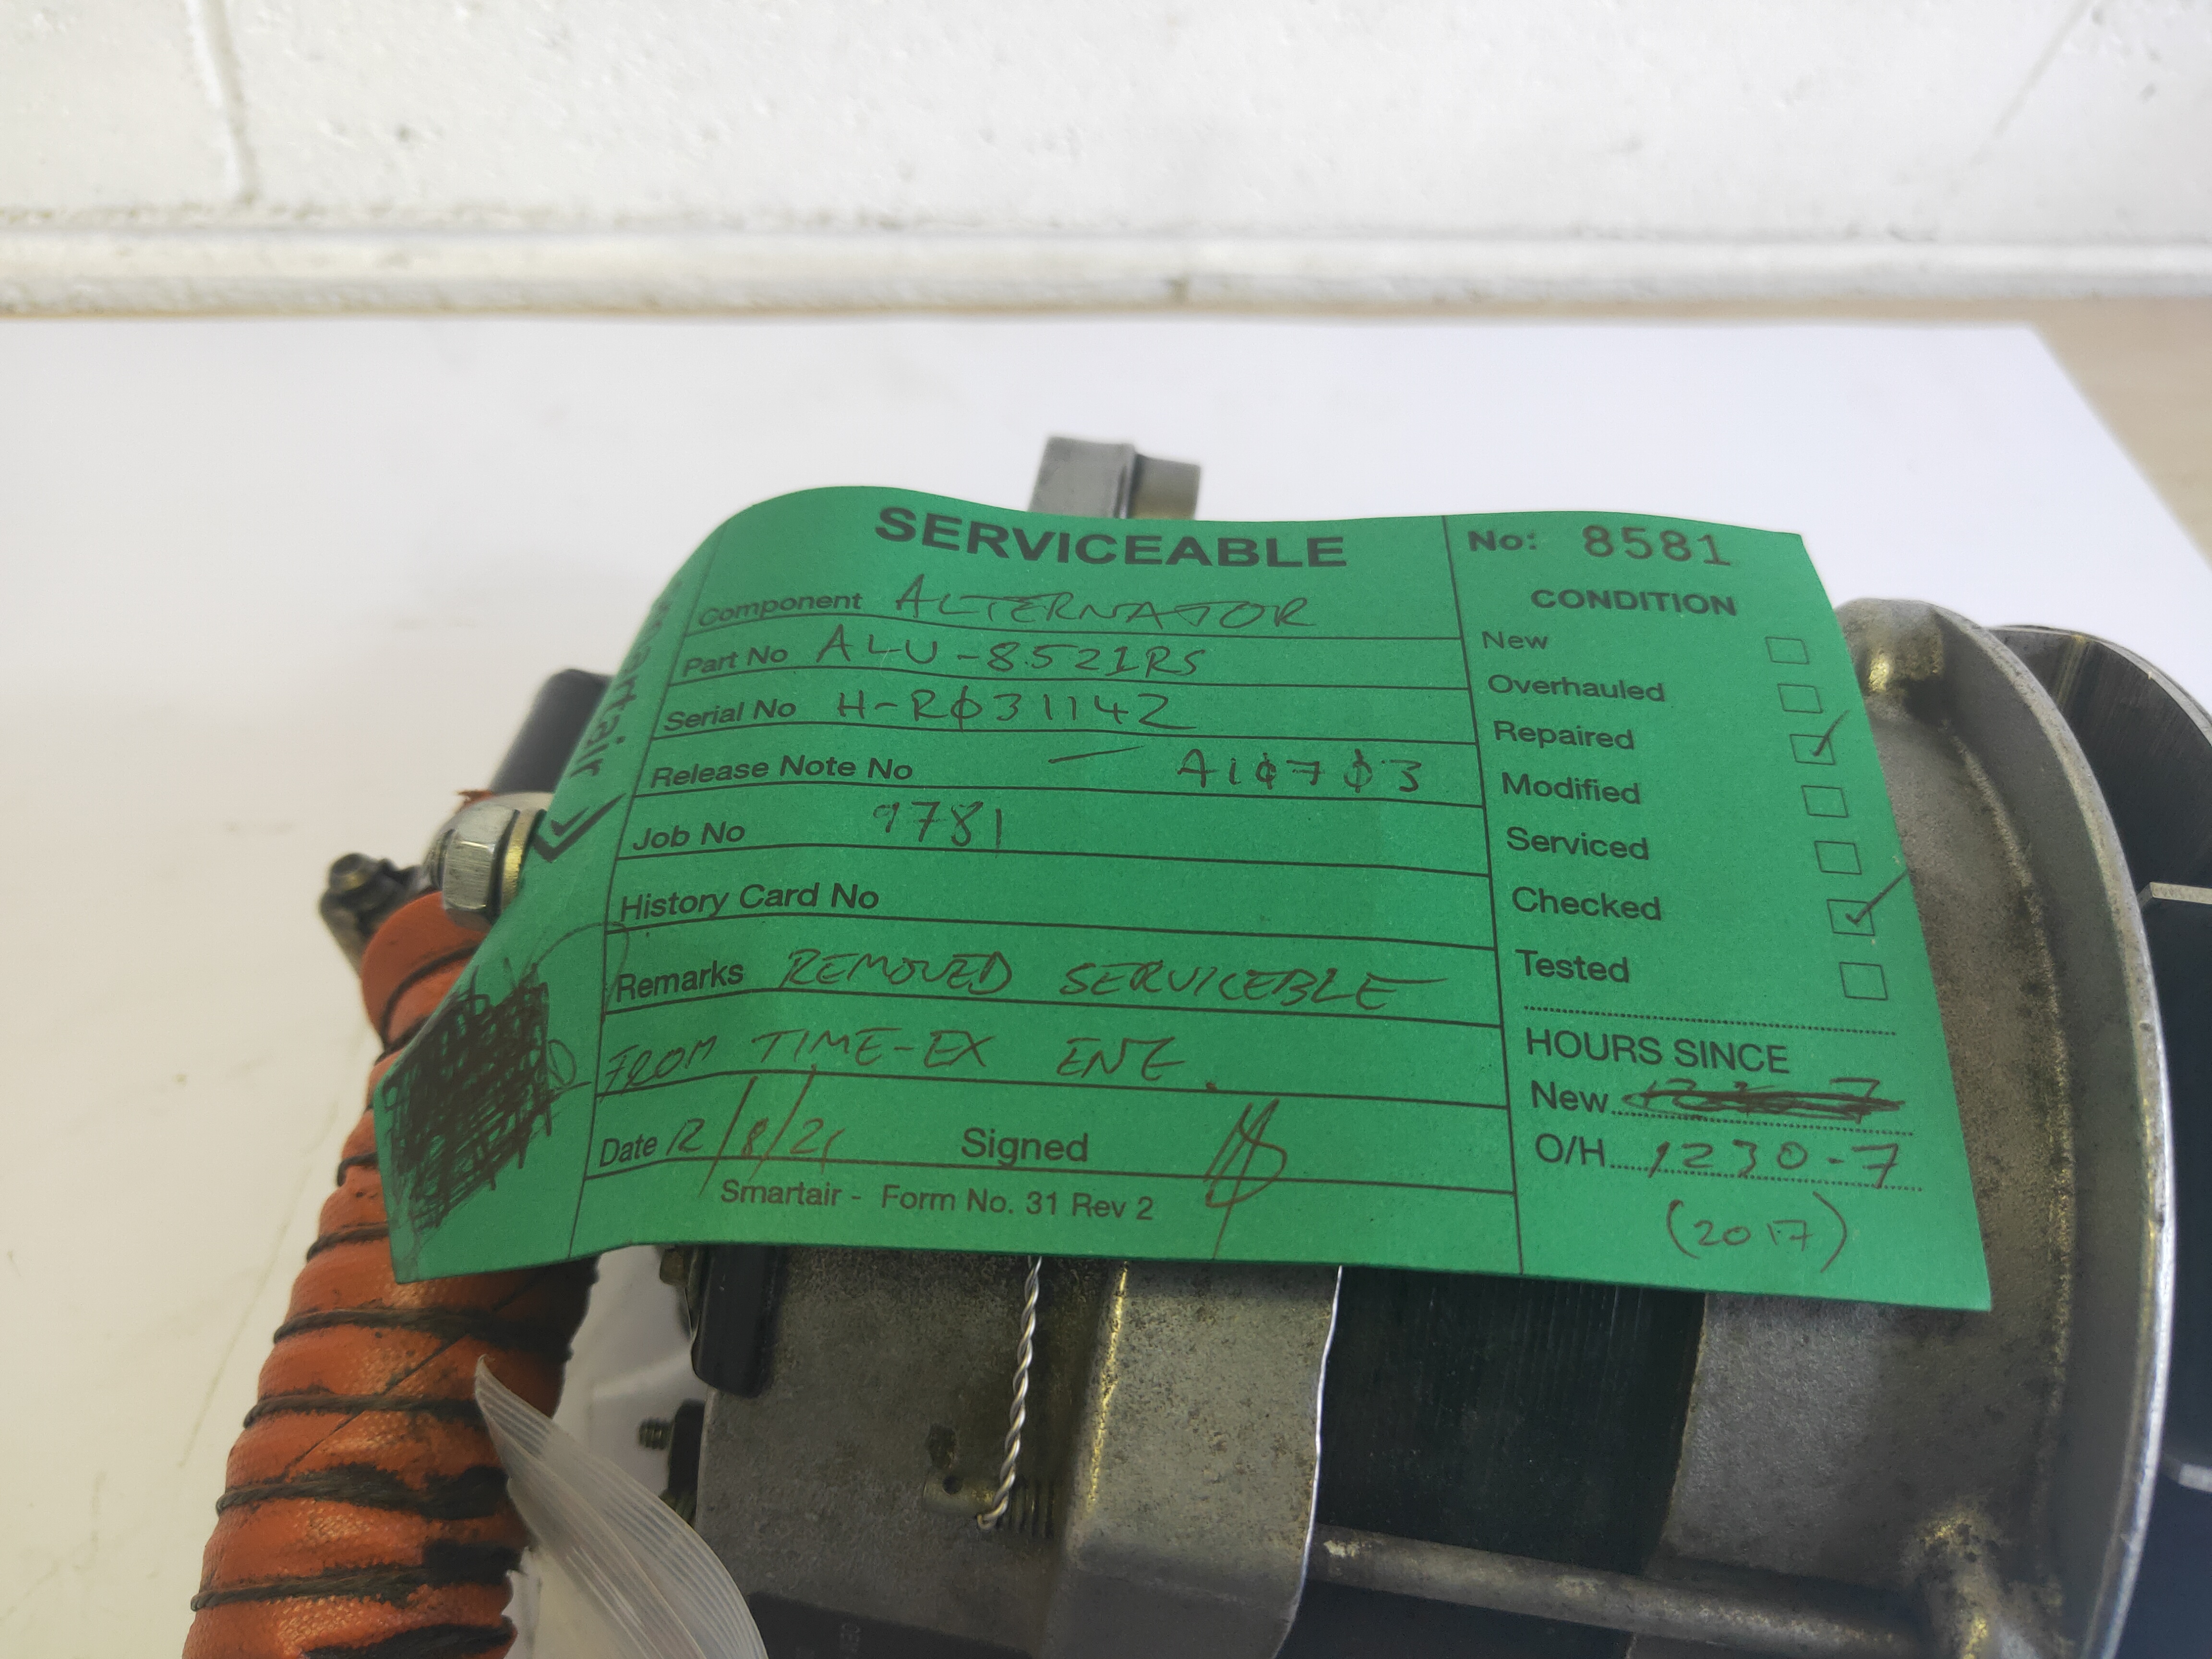 SERVICEABLE
No: 8581
Component ALTERNATOR
Part No ALU-8521RS
Serial No H-RØ31142
Release Note No — A1Ø7Ø3
Job No 9781
History Card No
Remarks REMOVED SERVICEBLE
FROM TIME-EX ENG.
Date 12/8/21 Signed
Smartair - Form No. 31 Rev 2
CONDITION
New
Overhauled
Repaired
Modified
Serviced
Checked
Tested
HOURS SINCE
New
O/H 1230-7
(2017)
smartair